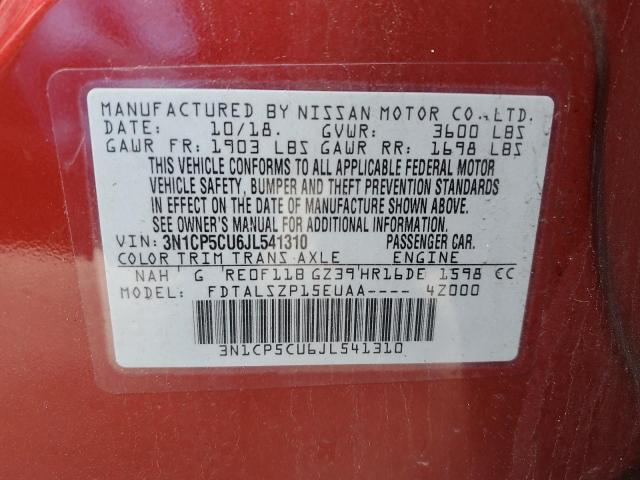 MANUFACTURED BY NISSAN MOTOR CO., LTD.
DATE: 10/18. GVWR: 3600 LBS
GAWR FR: 1903 LBS GAWR RR: 1698 LBS
THIS VEHICLE CONFORMS TO ALL APPLICABLE FEDERAL MOTOR
VEHICLE SAFETY, BUMPER AND THEFT PREVENTION STANDARDS
IN EFFECT ON THE DATE OF MANUFACTURE SHOWN ABOVE.
SEE OWNER'S MANUAL FOR ADDITIONAL INFORMATION.
VIN: 3N1CP5CU6JL541310 PASSENGER CAR.
COLOR TRIM TRANS AXLE ENGINE
NAH G RE0F11B GZ39 HR16DE 1598 CC
MODEL: FDTALSZP15EUAA---- 4Z000
3N1CP5CU6JL541310